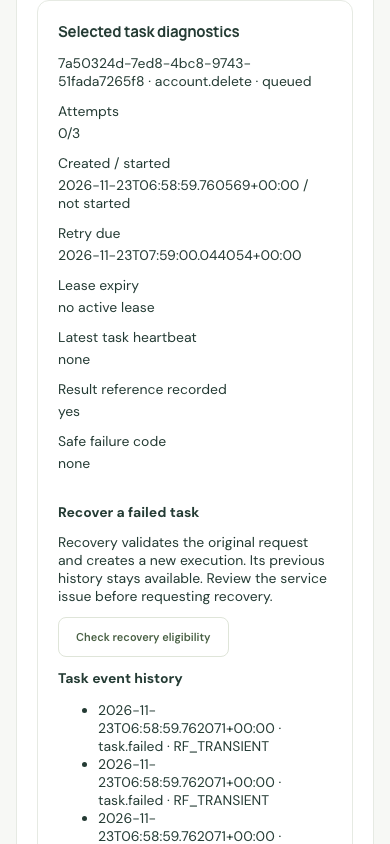 Selected task diagnostics
7a50324d-7ed8-4bc8-9743-
51fada7265f8 · account.delete · queued
Attempts
0/3
Created / started
2026-11-23T06:58:59.760569+00:00 /
not started
Retry due
2026-11-23T07:59:00.044054+00:00
Lease expiry
no active lease
Latest task heartbeat
none
Result reference recorded
yes
Safe failure code
none
Recover a failed task
Recovery validates the original request
and creates a new execution. Its previous
history stays available. Review the service
issue before requesting recovery.
Check recovery eligibility
Task event history
• 2026-11-
23T06:58:59.762071+00:00 ·
task.failed · RF_TRANSIENT
• 2026-11-
23T06:58:59.762071+00:00 ·
task.failed · RF_TRANSIENT
• 2026-11-
23T06:58:59.762071+00:00 ·